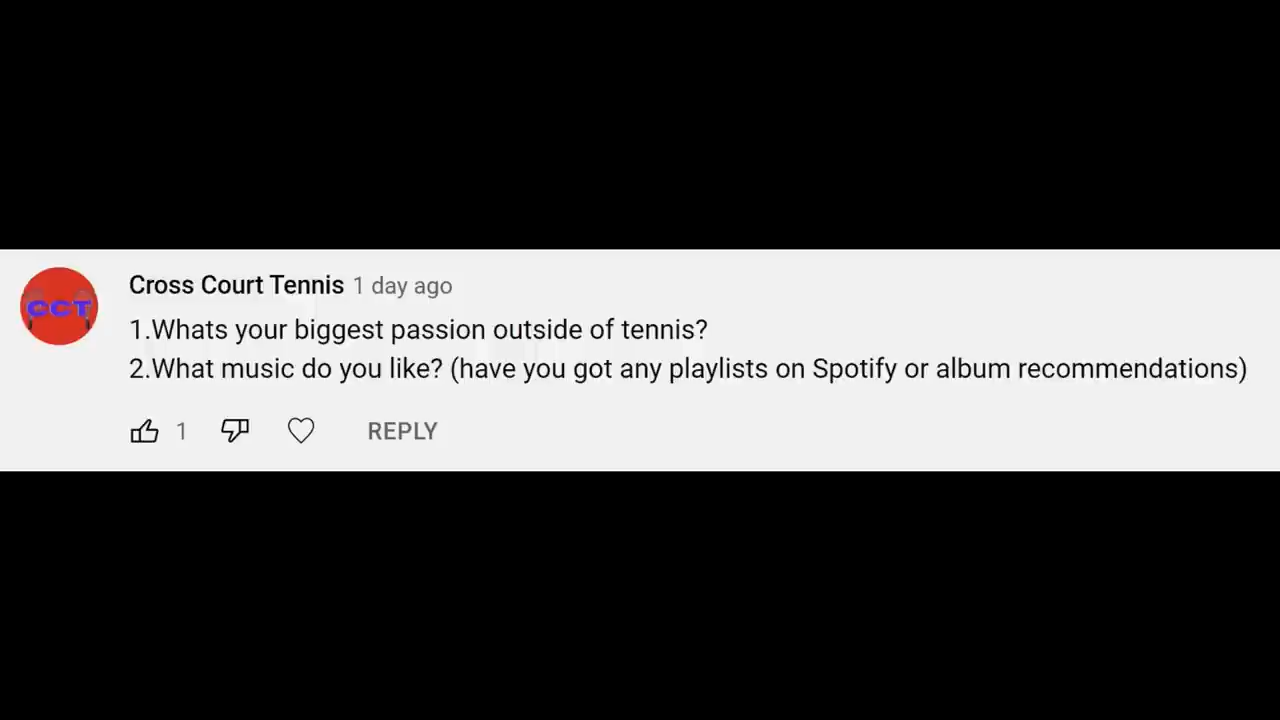 CCT
Cross Court Tennis 1 day ago
1.Whats your biggest passion outside of tennis?
2.What music do you like? (have you got any playlists on Spotify or album recommendations)
1
REPLY